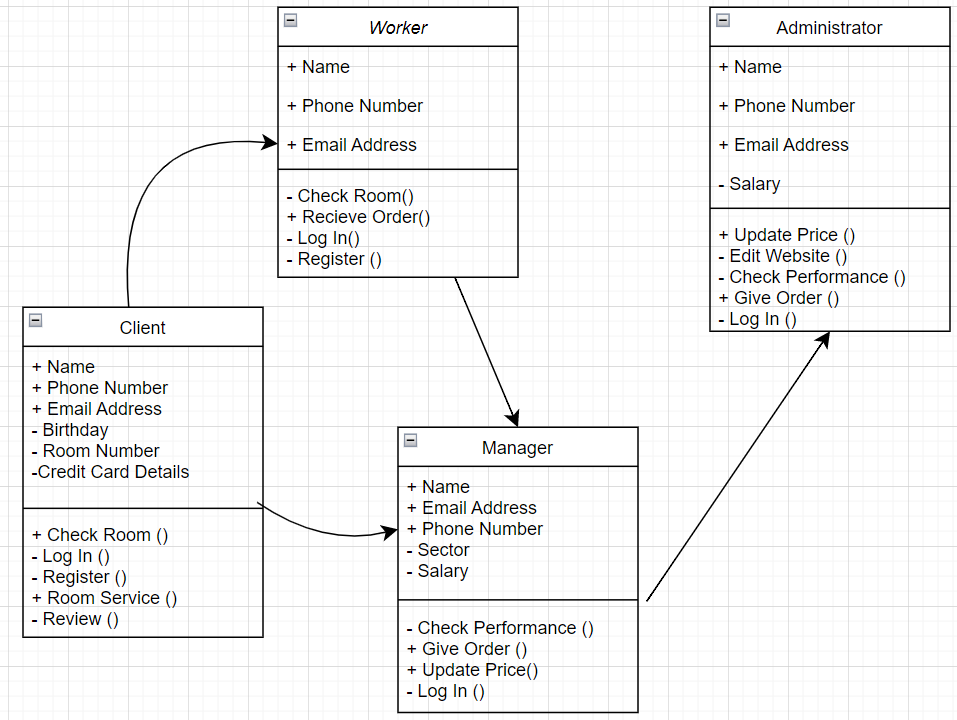 Worker
+ Name
+ Phone Number
+ Email Address
- Check Room()
+ Recieve Order()
- Log In()
- Register ()
Administrator
+ Name
+ Phone Number
+ Email Address
- Salary
+ Update Price ()
- Edit Website ()
- Check Performance ()
+ Give Order ()
- Log In ()
Client
+ Name
+ Phone Number
+ Email Address
- Birthday
- Room Number
-Credit Card Details
+ Check Room ()
- Log In ()
- Register ()
+ Room Service ()
- Review ()
Manager
+ Name
+ Email Address
+ Phone Number
- Sector
- Salary
- Check Performance ()
+ Give Order ()
+ Update Price()
- Log In ()